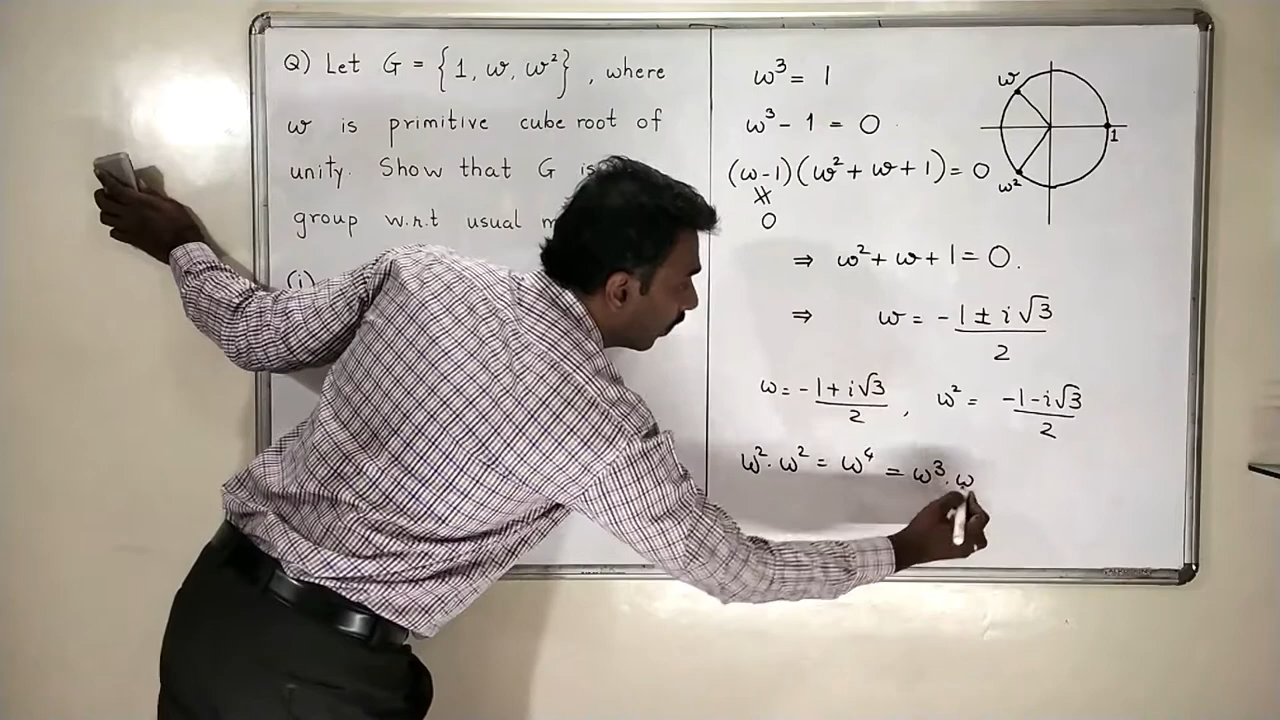 Q) Let G = {1, ω, ω²}, where
ω is primitive cube root of
unity. Show that G is
group w.r.t usual
(i)
ω³ = 1
ω³ - 1 = 0
(ω-1)(ω² + ω + 1) = 0
∦
0
⇒ ω² + ω + 1 = 0.
⇒ ω = -1 ± i√3
2
ω = -1 + i√3 , ω² = -1 - i√3
2 2
ω² · ω² = ω⁴ = ω³ · ω
ω
1
ω²